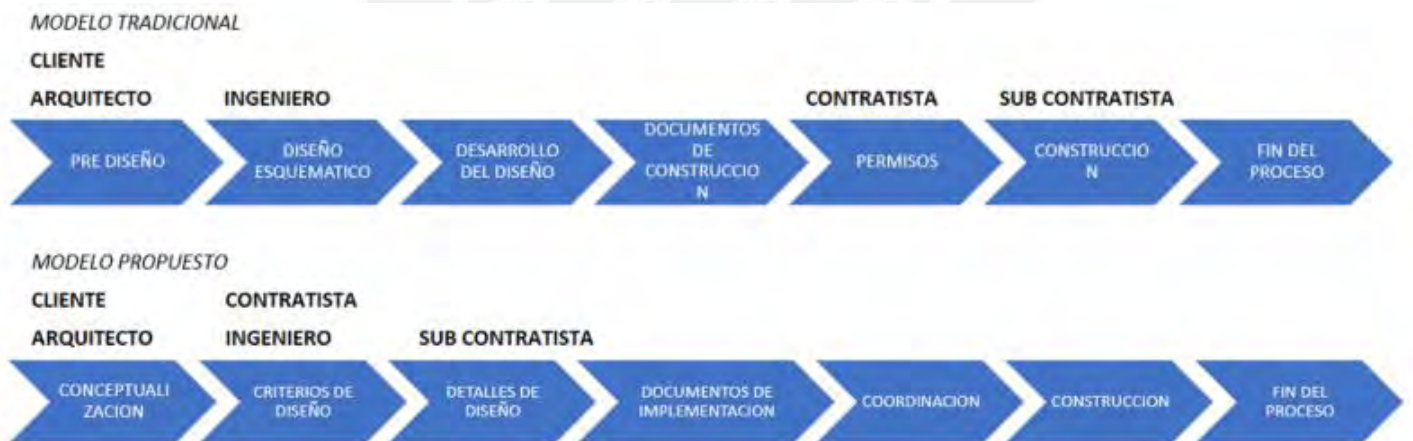 MODELO TRADICIONAL
CLIENTE
ARQUITECTO INGENIERO CONTRATISTA SUB CONTRATISTA
PRE DISEÑO
DISEÑO
ESQUEMATICO
DESARROLLO
DEL DISEÑO
DOCUMENTOS
DE
CONSTRUCCIO
N
PERMISOS
CONSTRUCCIO
N
FIN DEL
PROCESO
MODELO PROPUESTO
CLIENTE CONTRATISTA
ARQUITECTO INGENIERO SUB CONTRATISTA
CONCEPTUALI
ZACION
CRITERIOS DE
DISEÑO
DETALLES DE
DISEÑO
DOCUMENTOS DE
IMPLEMENTACION
COORDINACION
CONSTRUCCION
FIN DEL
PROCESO